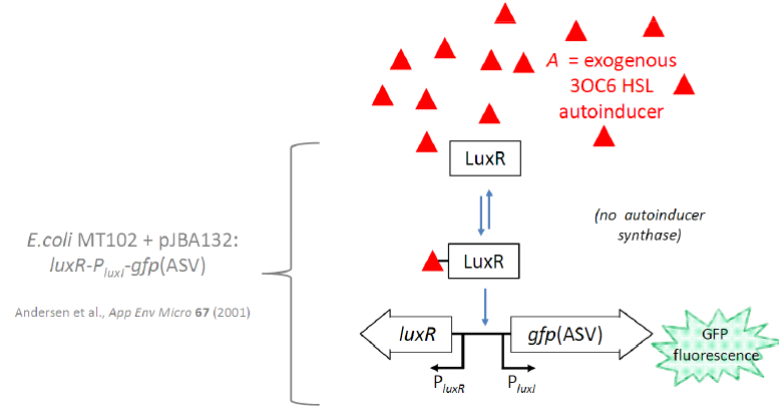 A = exogenous
3OC6 HSL
autoinducer
LuxR
(no autoinducer
synthase)
E.coli MT102 + pJBA132:
luxR-PluxI-gfp(ASV)
LuxR
Andersen et al., App Env Micro 67 (2001)
luxR
gfp(ASV)
GFP
fluorescence
PluxR
PluxI